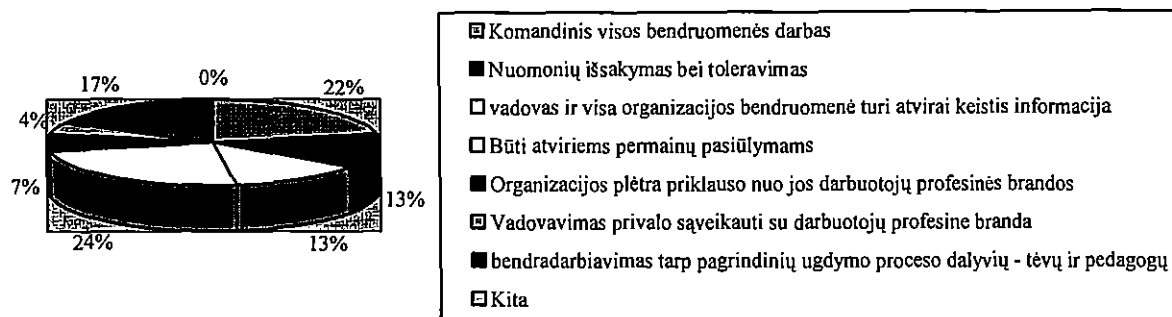 17%
0%
22%
4%
7%
13%
24%
13%
Komandinis visos bendruomenės darbas
Nuomonių išsakymas bei toleravimas
vadovas ir visa organizacijos bendruomenė turi atvirai keistis informacija
Būti atviriems permainų pasiūlymams
Organizacijos plėtra priklauso nuo jos darbuotojų profesinės brandos
Vadovavimas privalo sąveikauti su darbuotojų profesine branda
bendradarbiavimas tarp pagrindinių ugdymo proceso dalyvių - tėvų ir pedagogų
Kita